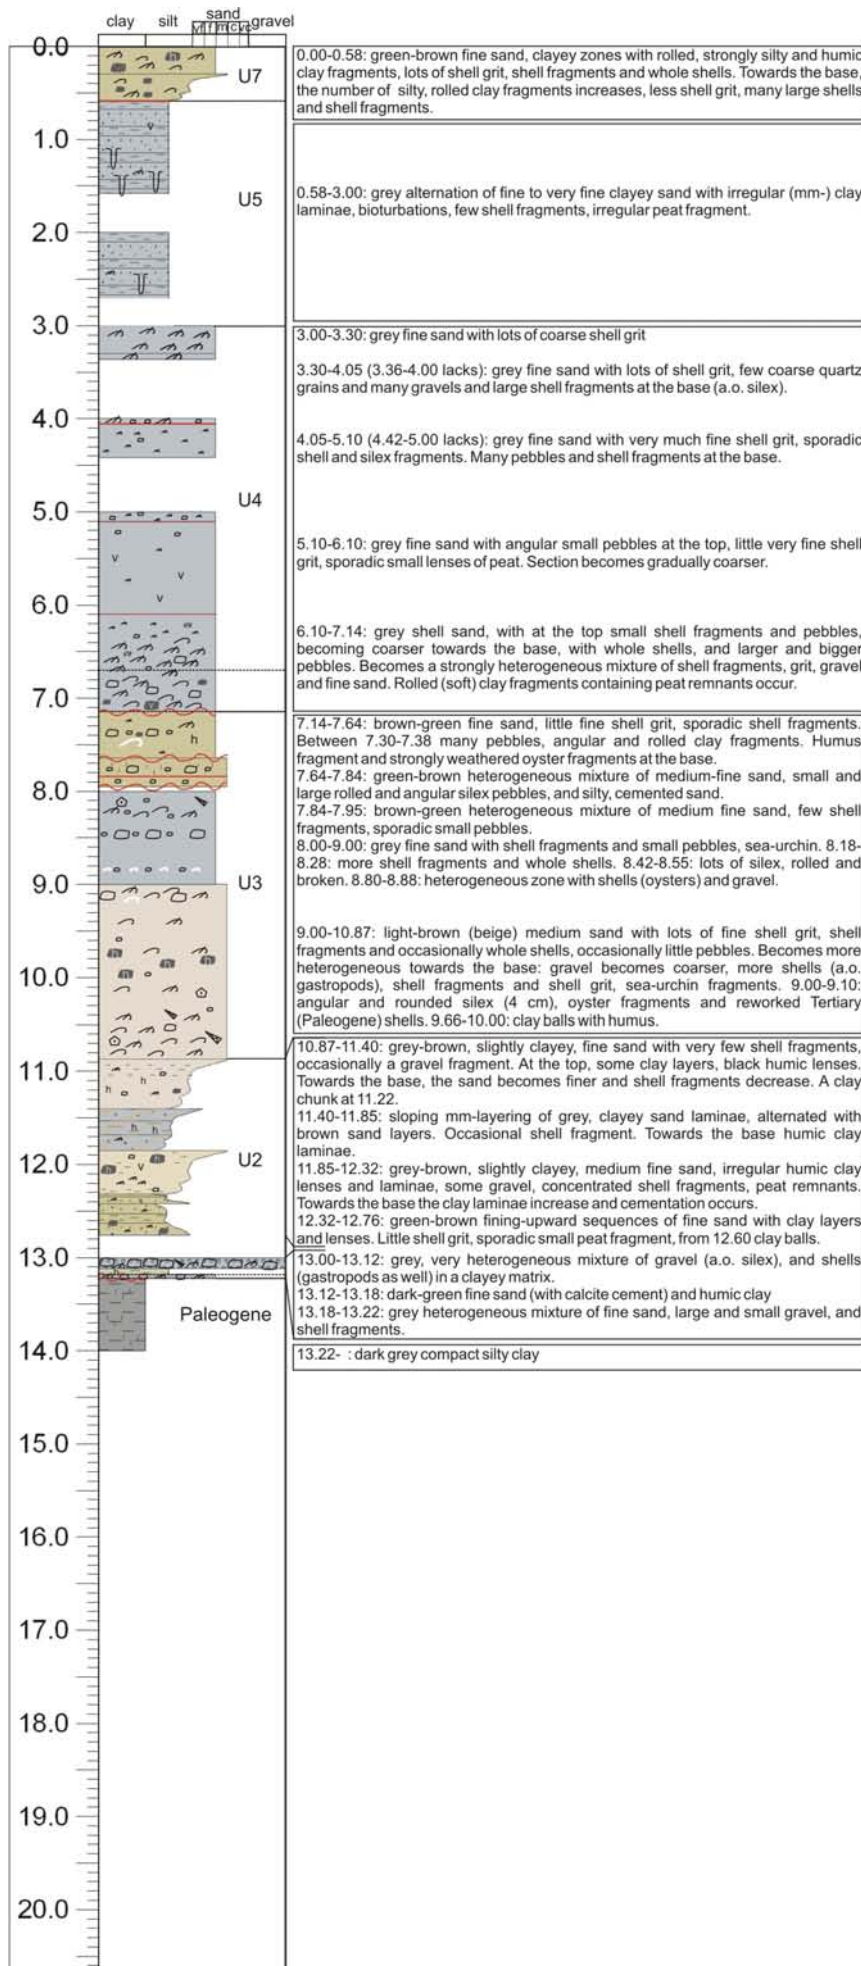 sand
clay silt gravel
vf f m c vc
0.0
1.0
2.0
3.0
4.0
5.0
6.0
7.0
8.0
9.0
10.0
11.0
12.0
13.0
14.0
15.0
16.0
17.0
18.0
19.0
20.0
U7
U5
U4
U3
U2
Paleogene
0.00-0.58: green-brown fine sand, clayey zones with rolled, strongly silty and humic
clay fragments, lots of shell grit, shell fragments and whole shells. Towards the base,
the number of silty, rolled clay fragments increases, less shell grit, many large shells
and shell fragments.
0.58-3.00: grey alternation of fine to very fine clayey sand with irregular (mm-) clay
laminae, bioturbations, few shell fragments, irregular peat fragment.
3.00-3.30: grey fine sand with lots of coarse shell grit
3.30-4.05 (3.36-4.00 lacks): grey fine sand with lots of shell grit, few coarse quartz
grains and many gravels and large shell fragments at the base (a.o. silex).
4.05-5.10 (4.42-5.00 lacks): grey fine sand with very much fine shell grit, sporadic
shell and silex fragments. Many pebbles and shell fragments at the base.
5.10-6.10: grey fine sand with angular small pebbles at the top, little very fine shell
grit, sporadic small lenses of peat. Section becomes gradually coarser.
6.10-7.14: grey shell sand, with at the top small shell fragments and pebbles,
becoming coarser towards the base, with whole shells, and larger and bigger
pebbles. Becomes a strongly heterogeneous mixture of shell fragments, grit, gravel
and fine sand. Rolled (soft) clay fragments containing peat remnants occur.
7.14-7.64: brown-green fine sand, little fine shell grit, sporadic shell fragments.
Between 7.30-7.38 many pebbles, angular and rolled clay fragments. Humus
fragment and strongly weathered oyster fragments at the base.
7.64-7.84: green-brown heterogeneous mixture of medium-fine sand, small and
large rolled and angular silex pebbles, and silty, cemented sand.
7.84-7.95: brown-green heterogeneous mixture of medium fine sand, few shell
fragments, sporadic small pebbles.
8.00-9.00: grey fine sand with shell fragments and small pebbles, sea-urchin. 8.18-
8.28: more shell fragments and whole shells. 8.42-8.55: lots of silex, rolled and
broken. 8.80-8.88: heterogeneous zone with shells (oysters) and gravel.
9.00-10.87: light-brown (beige) medium sand with lots of fine shell grit, shell
fragments and occasionally whole shells, occasionally little pebbles. Becomes more
heterogeneous towards the base: gravel becomes coarser, more shells (a.o.
gastropods), shell fragments and shell grit, sea-urchin fragments. 9.00-9.10:
angular and rounded silex (4 cm), oyster fragments and reworked Tertiary
(Paleogene) shells. 9.66-10.00: clay balls with humus.
10.87-11.40: grey-brown, slightly clayey, fine sand with very few shell fragments,
occasionally a gravel fragment. At the top, some clay layers, black humic lenses.
Towards the base, the sand becomes finer and shell fragments decrease. A clay
chunk at 11.22.
11.40-11.85: sloping mm-layering of grey, clayey sand laminae, alternated with
brown sand layers. Occasional shell fragment. Towards the base humic clay
laminae.
11.85-12.32: grey-brown, slightly clayey, medium fine sand, irregular humic clay
lenses and laminae, some gravel, concentrated shell fragments, peat remnants.
Towards the base the clay laminae increase and cementation occurs.
12.32-12.76: green-brown fining-upward sequences of fine sand with clay layers
and lenses. Little shell grit, sporadic small peat fragment, from 12.60 clay balls.
13.00-13.12: grey, very heterogeneous mixture of gravel (a.o. silex), and shells
(gastropods as well) in a clayey matrix.
13.12-13.18: dark-green fine sand (with calcite cement) and humic clay
13.18-13.22: grey heterogeneous mixture of fine sand, large and small gravel, and
shell fragments.
13.22- : dark grey compact silty clay